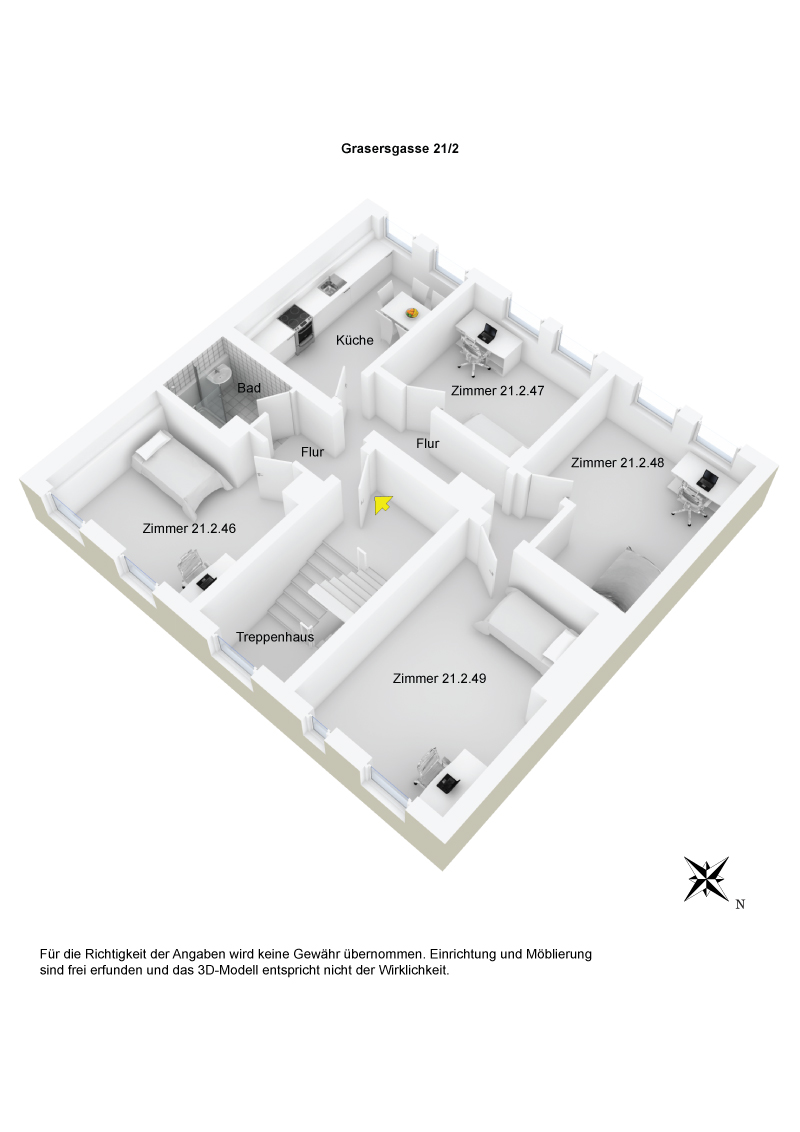 Grasersgasse 21/2
Küche
Bad
Zimmer 21.2.47
Flur
Flur
Zimmer 21.2.48
Zimmer 21.2.46
Treppenhaus
Zimmer 21.2.49
N
Für die Richtigkeit der Angaben wird keine Gewähr übernommen. Einrichtung und Möblierung
sind frei erfunden und das 3D-Modell entspricht nicht der Wirklichkeit.